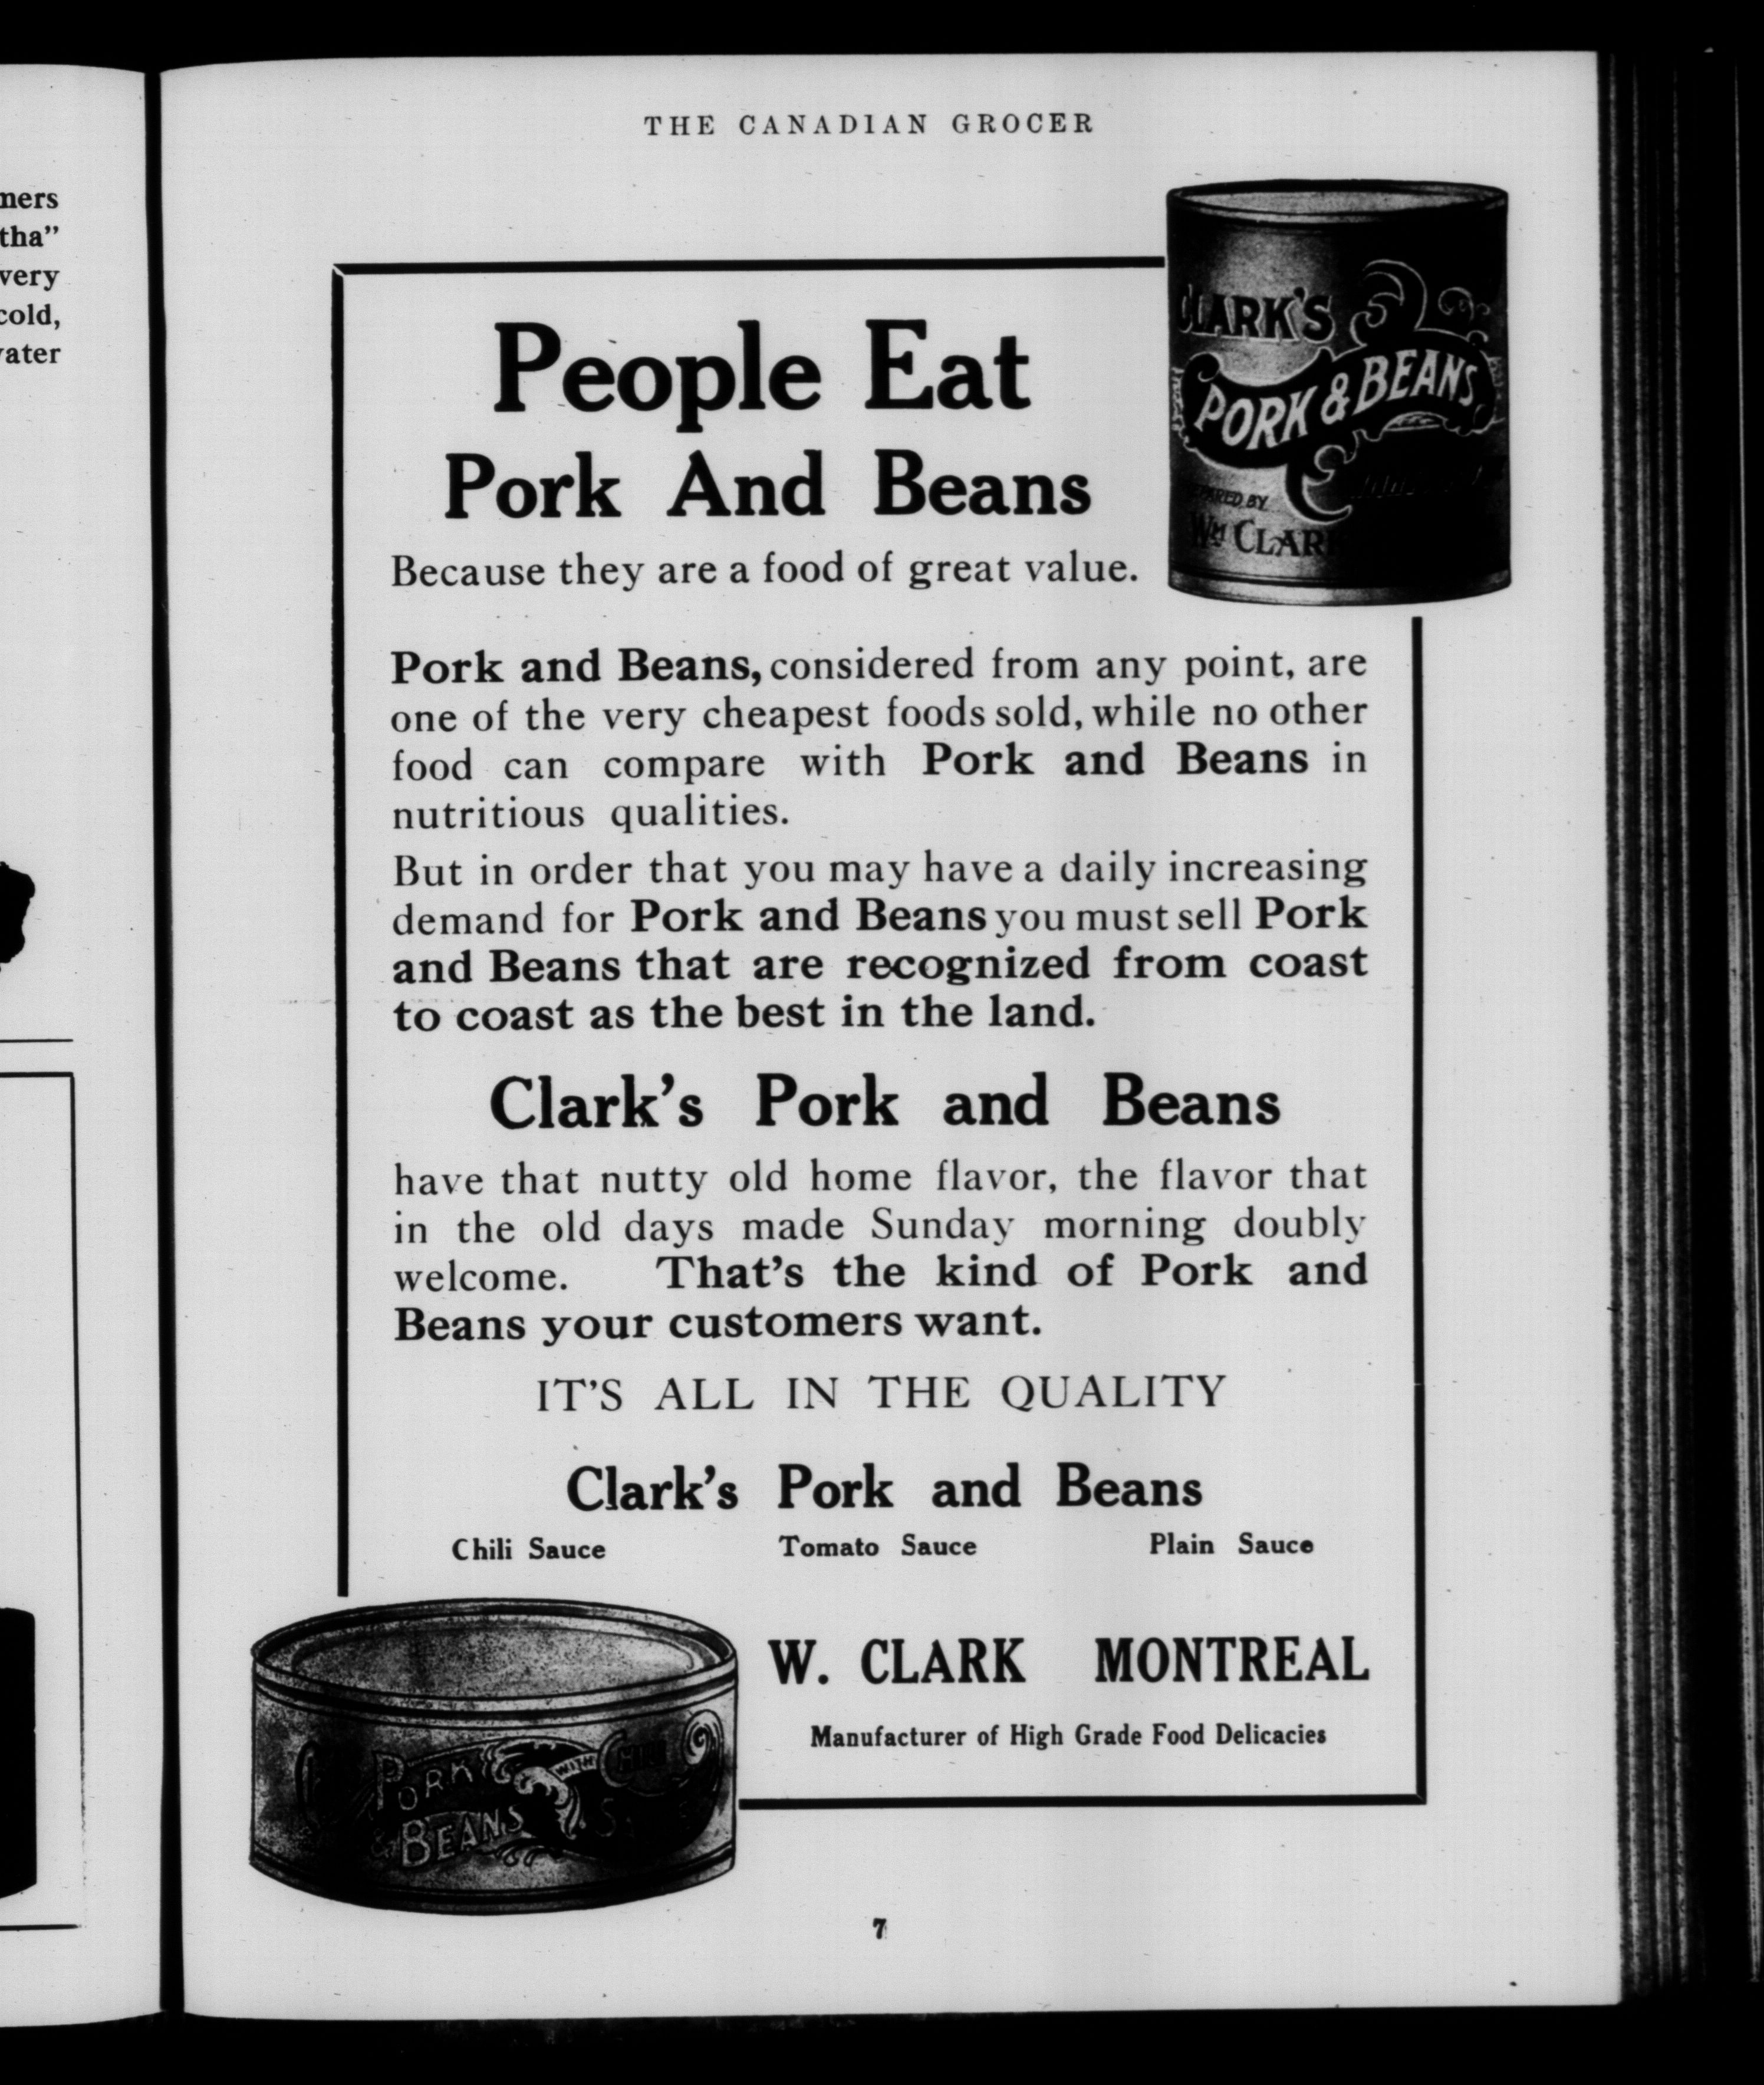 mers
tha”
very
cold,
ater
THE CANADIAN GROCER
CLARK'S
PORK & BEANS
BY
Wm CLARK
People Eat
Pork And Beans
Because they are a food of great value.
Pork and Beans, considered from any point, are
one of the very cheapest foods sold, while no other
food can compare with Pork and Beans in
nutritious qualities.
But in order that you may have a daily increasing
demand for Pork and Beans you must sell Pork
and Beans that are recognized from coast
to coast as the best in the land.
Clark's Pork and Beans
have that nutty old home flavor, the flavor that
in the old days made Sunday morning doubly
welcome. That's the kind of Pork and
Beans your customers want.
IT'S ALL IN THE QUALITY
Clark's Pork and Beans
Chili Sauce Tomato Sauce Plain Sauce
W. CLARK MONTREAL
Manufacturer of High Grade Food Delicacies
PORK WITH
& BEANS
7